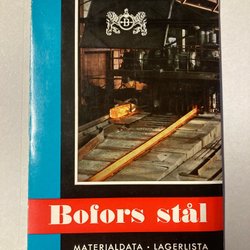 B
Bofors stål
MATERIALDATA · LAGERLISTA